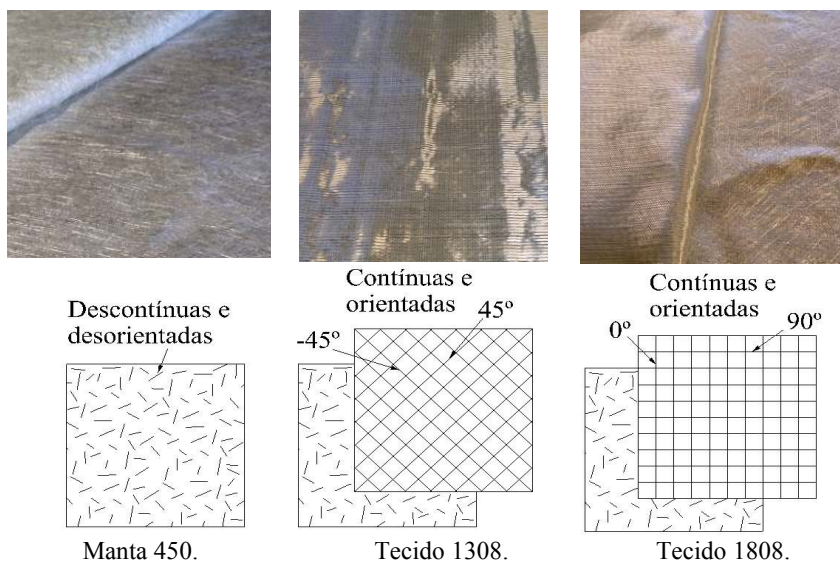 Descontínuas e
desorientadas
Contínuas e
orientadas
-45º
45º
Contínuas e
orientadas
0º
90º
Manta 450.
Tecido 1308.
Tecido 1808.